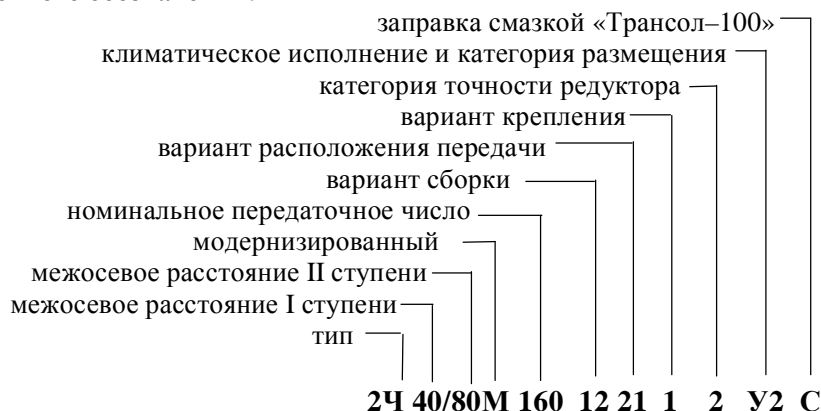 заправка смазкой «Трансол–100»
климатическое исполнение и категория размещения
категория точности редуктора
вариант крепления
вариант расположения передачи
вариант сборки
номинальное передаточное число
модернизированный
межосевое расстояние II ступени
межосевое расстояние I ступени
тип
2Ч 40/80М 160 12 21 1 2 У2 С